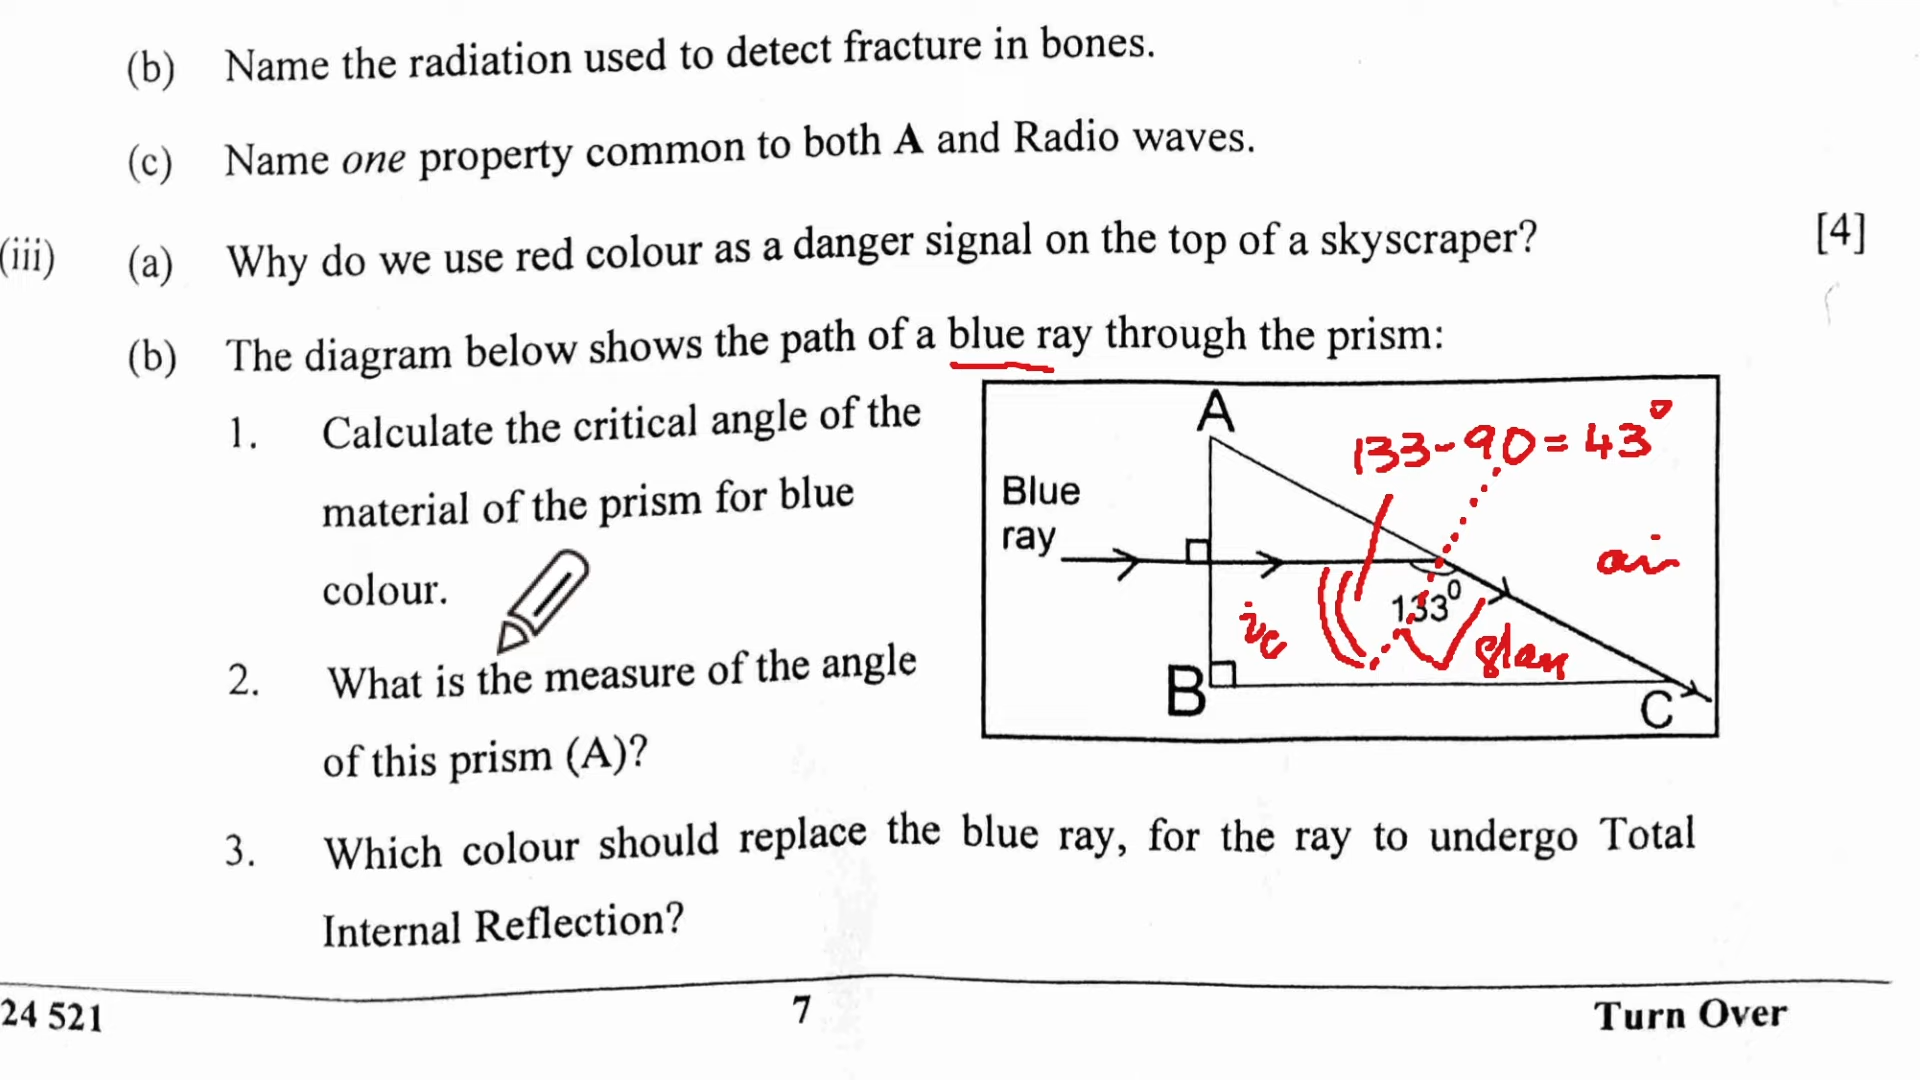 (b) Name the radiation used to detect fracture in bones.
(c) Name one property common to both A and Radio waves.
(iii) (a) Why do we use red colour as a danger signal on the top of a skyscraper? [4]
(b) The diagram below shows the path of a blue ray through the prism:
1. Calculate the critical angle of the
material of the prism for blue
colour.
2. What is the measure of the angle
of this prism (A)?
A
133-90=43°
Blue
ray
air
133⁰
ic
B
C
3. Which colour should replace the blue ray, for the ray to undergo Total
Internal Reflection?
24 521
7
Turn Over